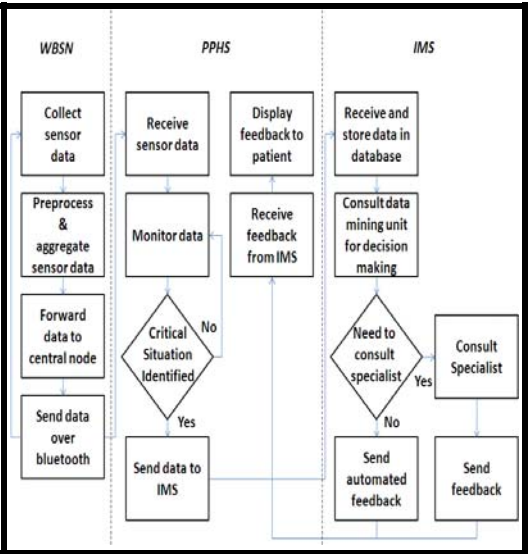 WBSN
PPHS
IMS
Collect
sensor
data
Preprocess
&
aggregate
sensor data
Forward
data to
central node
Send data
over
bluetooth
Receive
sensor data
Monitor data
Critical
Situation
Identified
No
Yes
Send data to
IMS
Display
feedback to
patient
Receive
feedback
from IMS
Receive and
store data in
database
Consult data
mining unit
for decision
making
Need to
consult
specialist
Yes
No
Consult
Specialist
Send
automated
feedback
Send
feedback